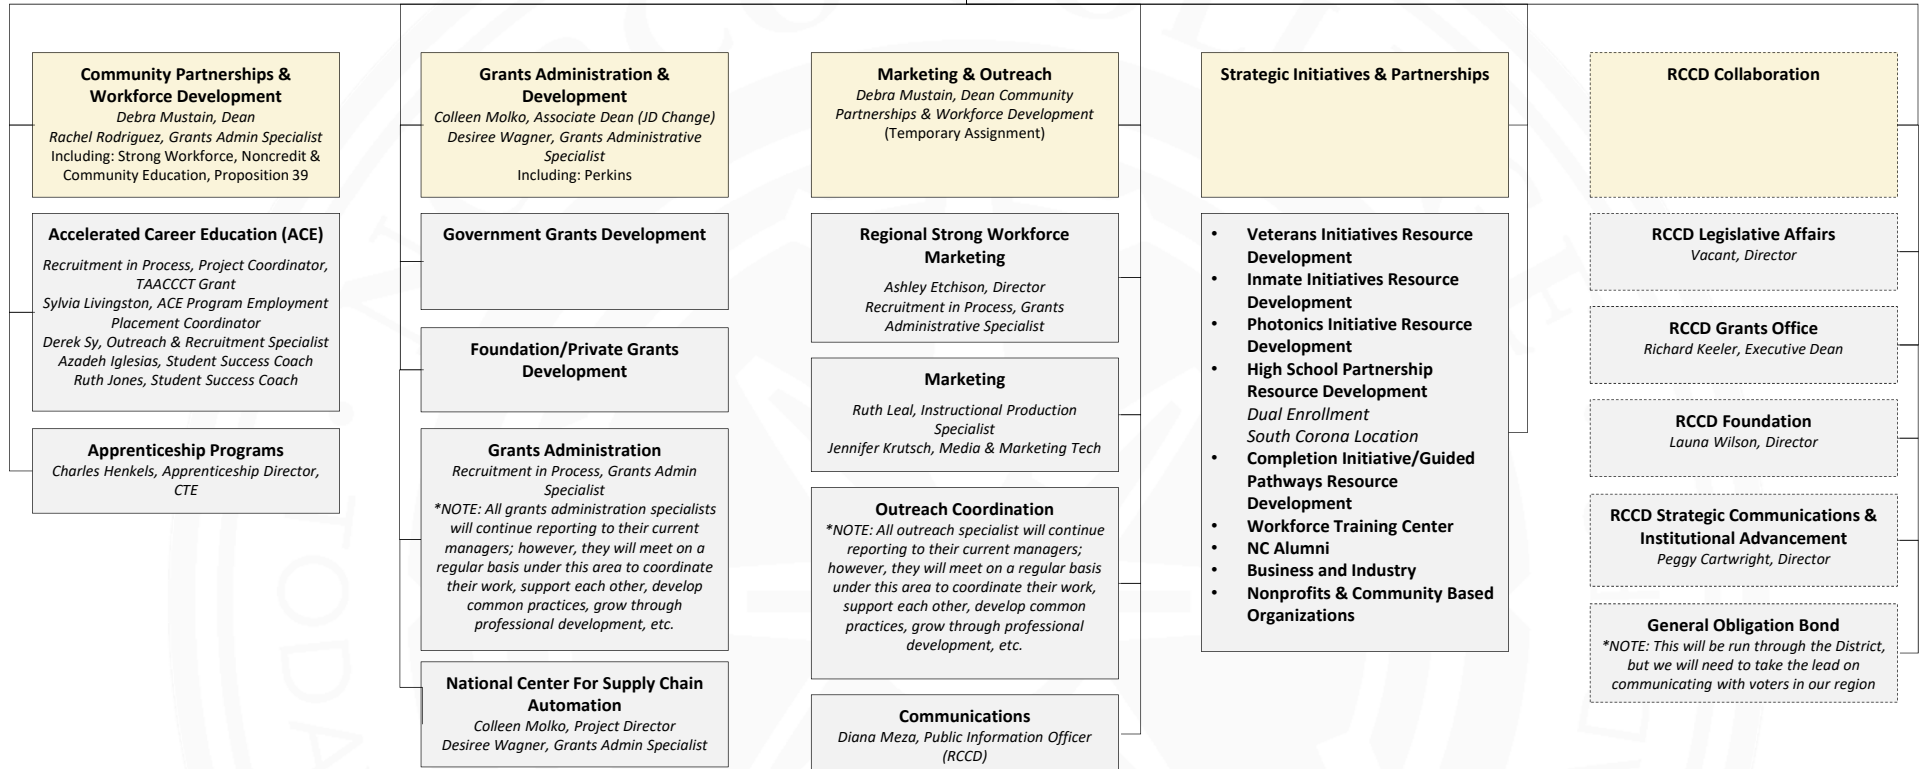 Community Partnerships &
Workforce Development
Debra Mustain, Dean
Rachel Rodriguez, Grants Admin Specialist
Including: Strong Workforce, Noncredit &
Community Education, Proposition 39
Accelerated Career Education (ACE)
Recruitment in Process, Project Coordinator,
TAACCCT Grant
Sylvia Livingston, ACE Program Employment
Placement Coordinator
Derek Sy, Outreach & Recruitment Specialist
Azadeh Iglesias, Student Success Coach
Ruth Jones, Student Success Coach
Apprenticeship Programs
Charles Henkels, Apprenticeship Director,
CTE
Grants Administration &
Development
Colleen Molko, Associate Dean (JD Change)
Desiree Wagner, Grants Administrative
Specialist
Including: Perkins
Government Grants Development
Foundation/Private Grants
Development
Grants Administration
Recruitment in Process, Grants Admin
Specialist
*NOTE: All grants administration specialists
will continue reporting to their current
managers; however, they will meet on a
regular basis under this area to coordinate
their work, support each other, develop
common practices, grow through
professional development, etc.
National Center For Supply Chain
Automation
Colleen Molko, Project Director
Desiree Wagner, Grants Admin Specialist
Marketing & Outreach
Debra Mustain, Dean Community
Partnerships & Workforce Development
(Temporary Assignment)
Regional Strong Workforce
Marketing
Ashley Etchison, Director
Recruitment in Process, Grants
Administrative Specialist
Marketing
Ruth Leal, Instructional Production
Specialist
Jennifer Krutsch, Media & Marketing Tech
Outreach Coordination
*NOTE: All outreach specialist will continue
reporting to their current managers;
however, they will meet on a regular basis
under this area to coordinate their work,
support each other, develop common
practices, grow through professional
development, etc.
Communications
Diana Meza, Public Information Officer
(RCCD)
Strategic Initiatives & Partnerships
• Veterans Initiatives Resource
Development
• Inmate Initiatives Resource
Development
• Photonics Initiative Resource
Development
• High School Partnership
Resource Development
Dual Enrollment
South Corona Location
• Completion Initiative/Guided
Pathways Resource
Development
• Workforce Training Center
• NC Alumni
• Business and Industry
• Nonprofits & Community Based
Organizations
RCCD Collaboration
RCCD Legislative Affairs
Vacant, Director
RCCD Grants Office
Richard Keeler, Executive Dean
RCCD Foundation
Launa Wilson, Director
RCCD Strategic Communications &
Institutional Advancement
Peggy Cartwright, Director
General Obligation Bond
*NOTE: This will be run through the District,
but we will need to take the lead on
communicating with voters in our region